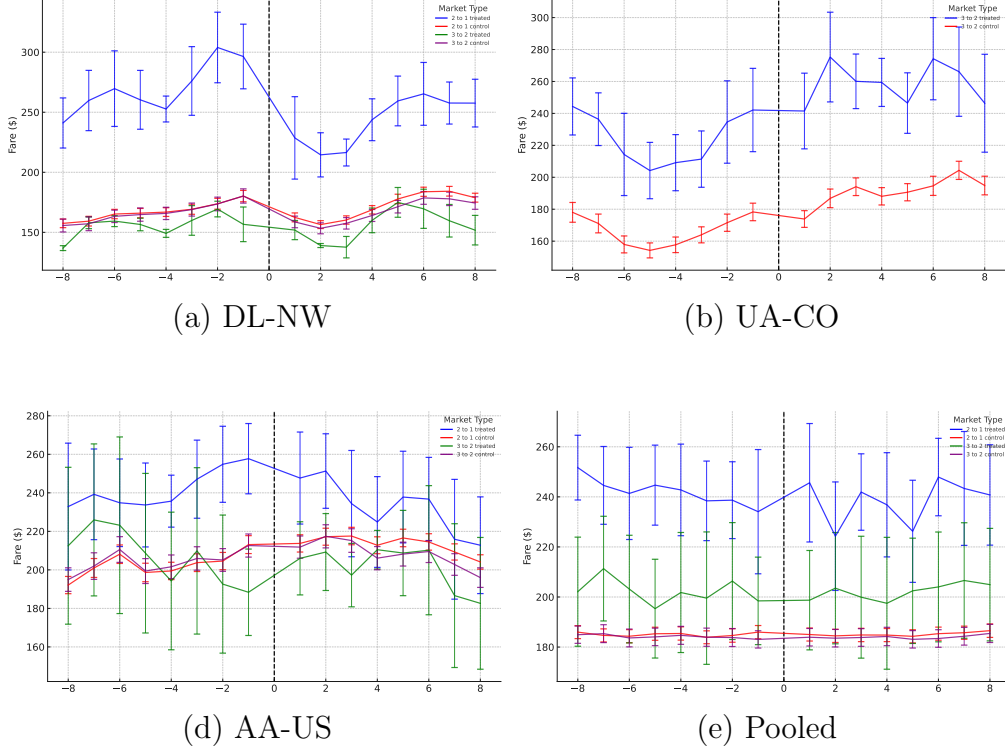 Market Type
2 to 1 treated
2 to 1 control
3 to 2 treated
3 to 2 control
Fare ($)
300
250
200
150
−8 −6 −4 −2 0 2 4 6 8
(a) DL-NW
Market Type
3 to 2 treated
3 to 2 control
Fare ($)
300
280
260
240
220
200
180
160
−8 −6 −4 −2 0 2 4 6 8
(b) UA-CO
Market Type
2 to 1 treated
2 to 1 control
3 to 2 treated
3 to 2 control
Fare ($)
280
260
240
220
200
180
160
−8 −6 −4 −2 0 2 4 6 8
(d) AA-US
Market Type
2 to 1 treated
2 to 1 control
3 to 2 treated
3 to 2 control
Fare ($)
260
240
220
200
180
−8 −6 −4 −2 0 2 4 6 8
(e) Pooled